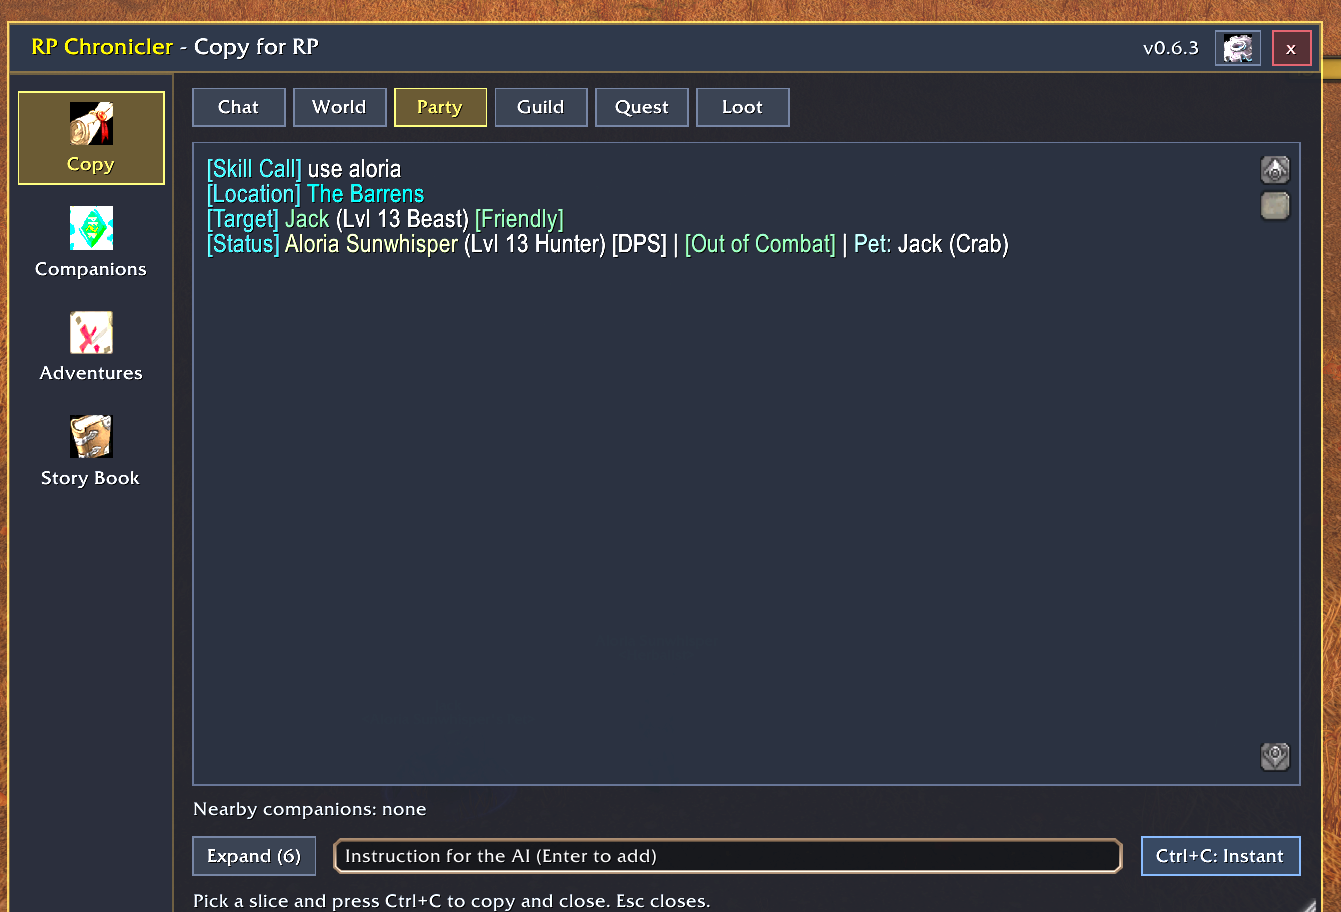 RP Chronicler - Copy for RP
v0.6.3
x
Copy
Companions
Adventures
Story Book
Chat
World
Party
Guild
Quest
Loot
[Skill Call] use aloria
[Location] The Barrens
[Target] Jack (Lvl 13 Beast) [Friendly]
[Status] Aloria Sunwhisper (Lvl 13 Hunter) [DPS] | [Out of Combat] | Pet: Jack (Crab)
Nearby companions: none
Expand (6)
Instruction for the AI (Enter to add)
Ctrl+C: Instant
Pick a slice and press Ctrl+C to copy and close. Esc closes.